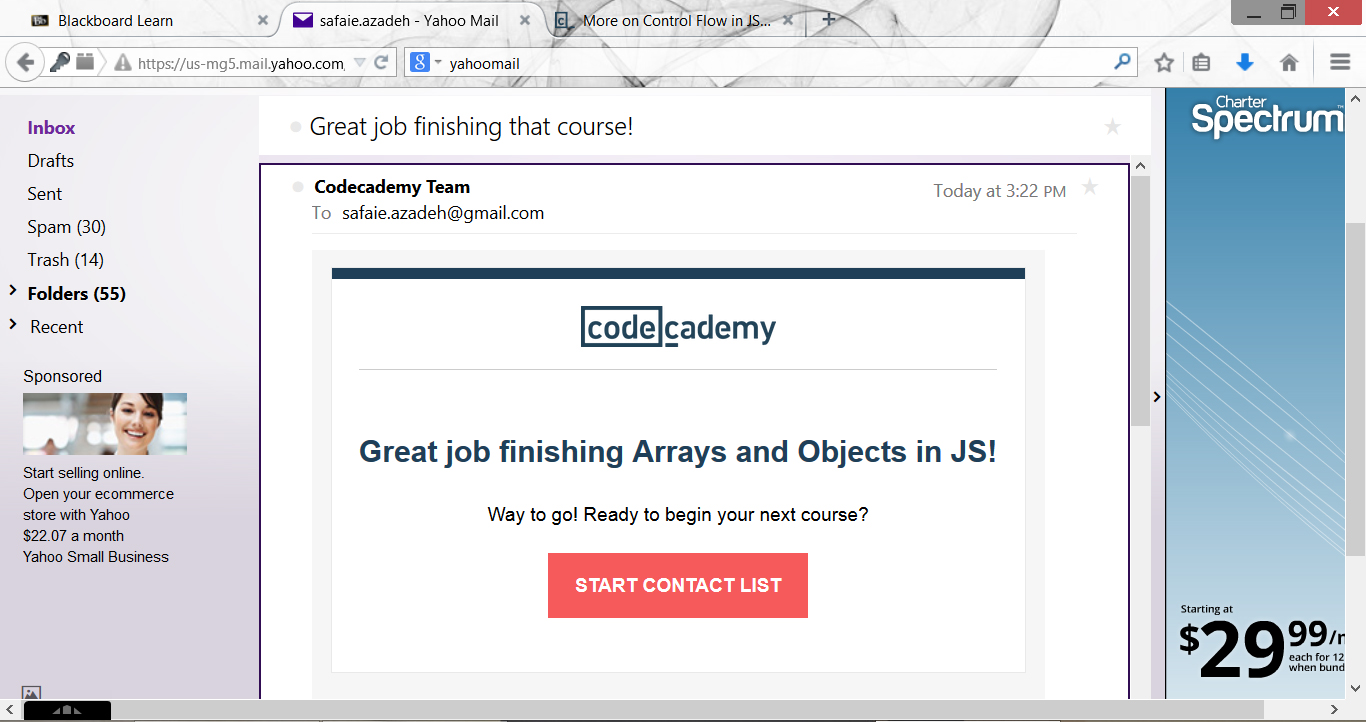 Blackboard Learn
safaie.azadeh - Yahoo Mail
More on Control Flow in JS...
https://us-mg5.mail.yahoo.com
yahoomail
Inbox
Drafts
Sent
Spam (30)
Trash (14)
Folders (55)
Recent
Sponsored
Start selling online.
Open your ecommerce
store with Yahoo
$22.07 a month
Yahoo Small Business
Great job finishing that course!
Codecademy Team
Today at 3:22 PM
To safaie.azadeh@gmail.com
codecademy
Great job finishing Arrays and Objects in JS!
Way to go! Ready to begin your next course?
START CONTACT LIST
Charter
Spectrum
Starting at
$29 99/
each for 12
when bund